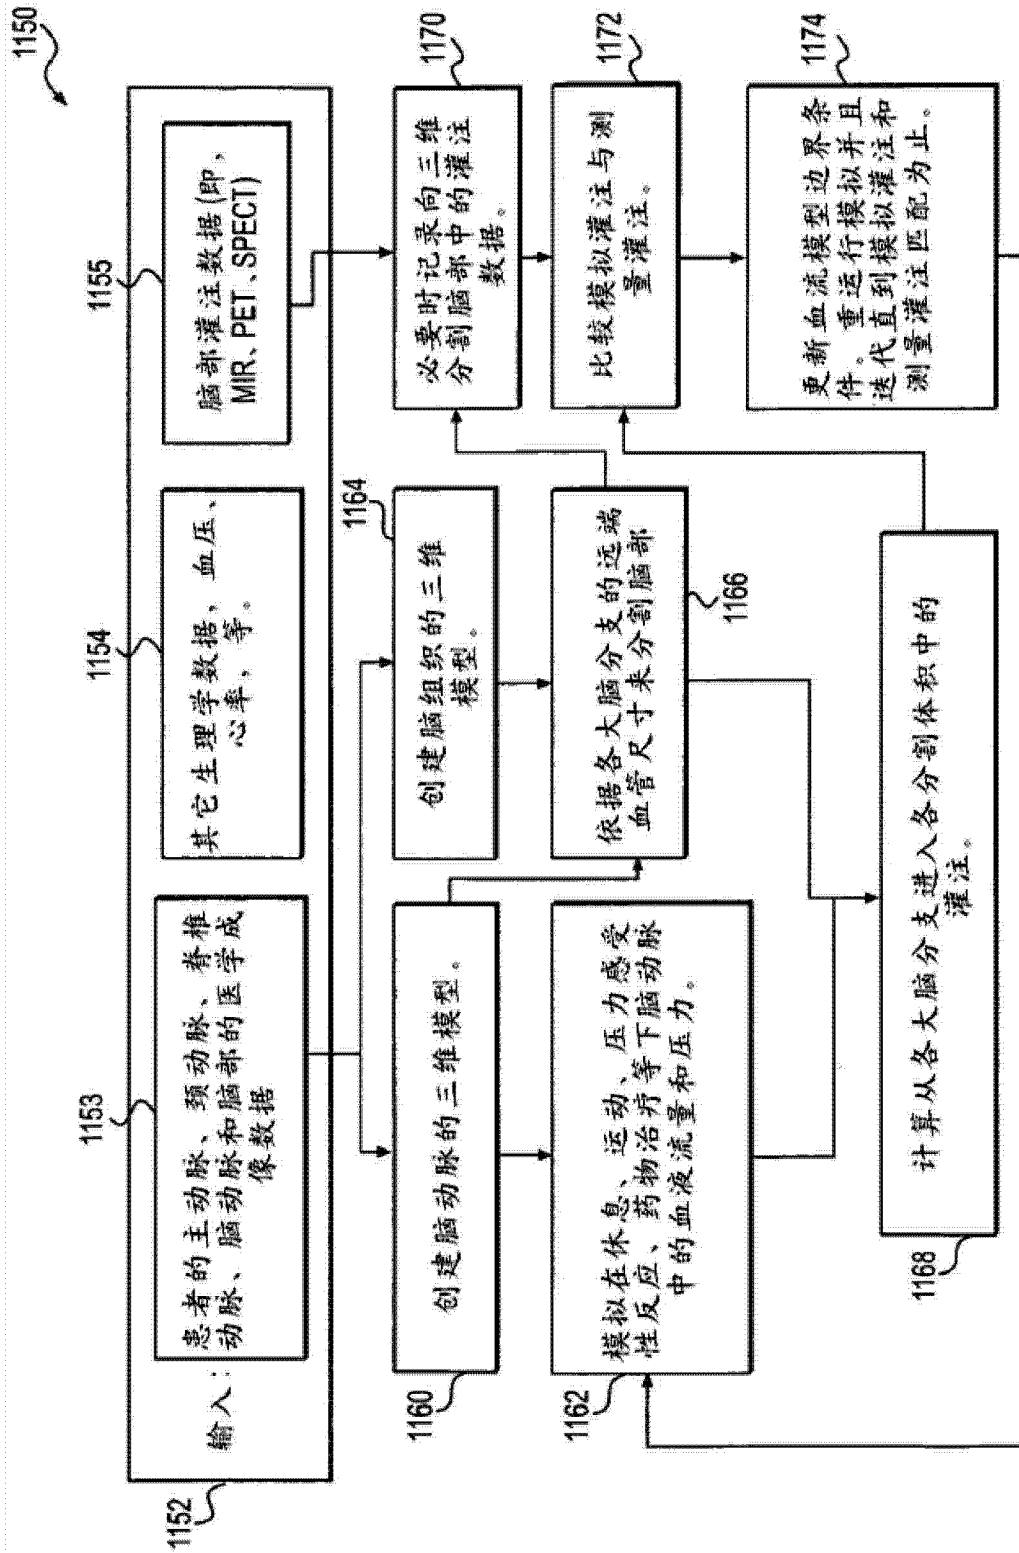 1150
1152
输入：
1153
患者的主动脉、颈动脉、脊椎
动脉、脑动脉和脑部的医学成
像数据
1154
其它生理学数据，血压、
心率，等。
1155
脑部灌注数据(即，
MIR、PET、SPECT)
1160
创建脑动脉的三维模型。
1164
创建脑组织的三维
模型。
1170
必要时记录向三维
分割脑部中的灌注
数据。
1162
模拟在休息、运动、压力感受
性反应、药物治疗等下脑动脉
中的血液流量和压力。
1166
依据各大脑分支的远端
血管尺寸来分割脑部
1172
比较模拟灌注与测
量灌注。
1168
计算从各大脑分支进入各分割体积中的
灌注。
1174
更新血流模型边界条
件。重运行模拟并且
迭代直到模拟灌注和
测量灌注匹配为止。